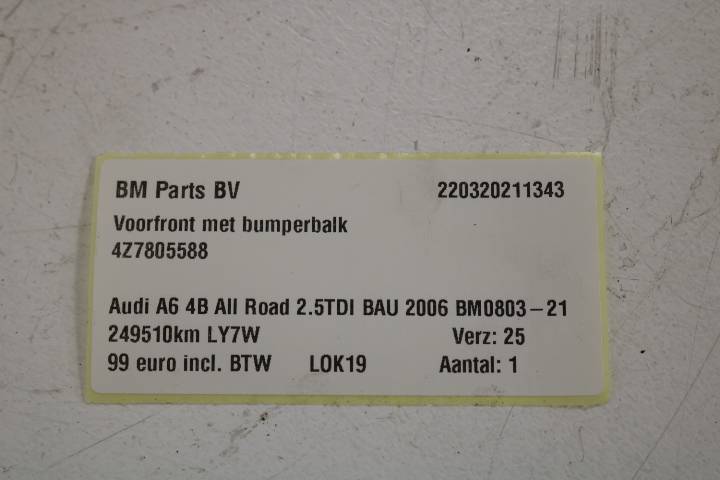 BM Parts BV 220320211343
Voorfront met bumperbalk
4Z7805588
Audi A6 4B All Road 2.5TDI BAU 2006 BM0803-21
249510km LY7W Verz: 25
99 euro incl. BTW LOK19 Aantal: 1